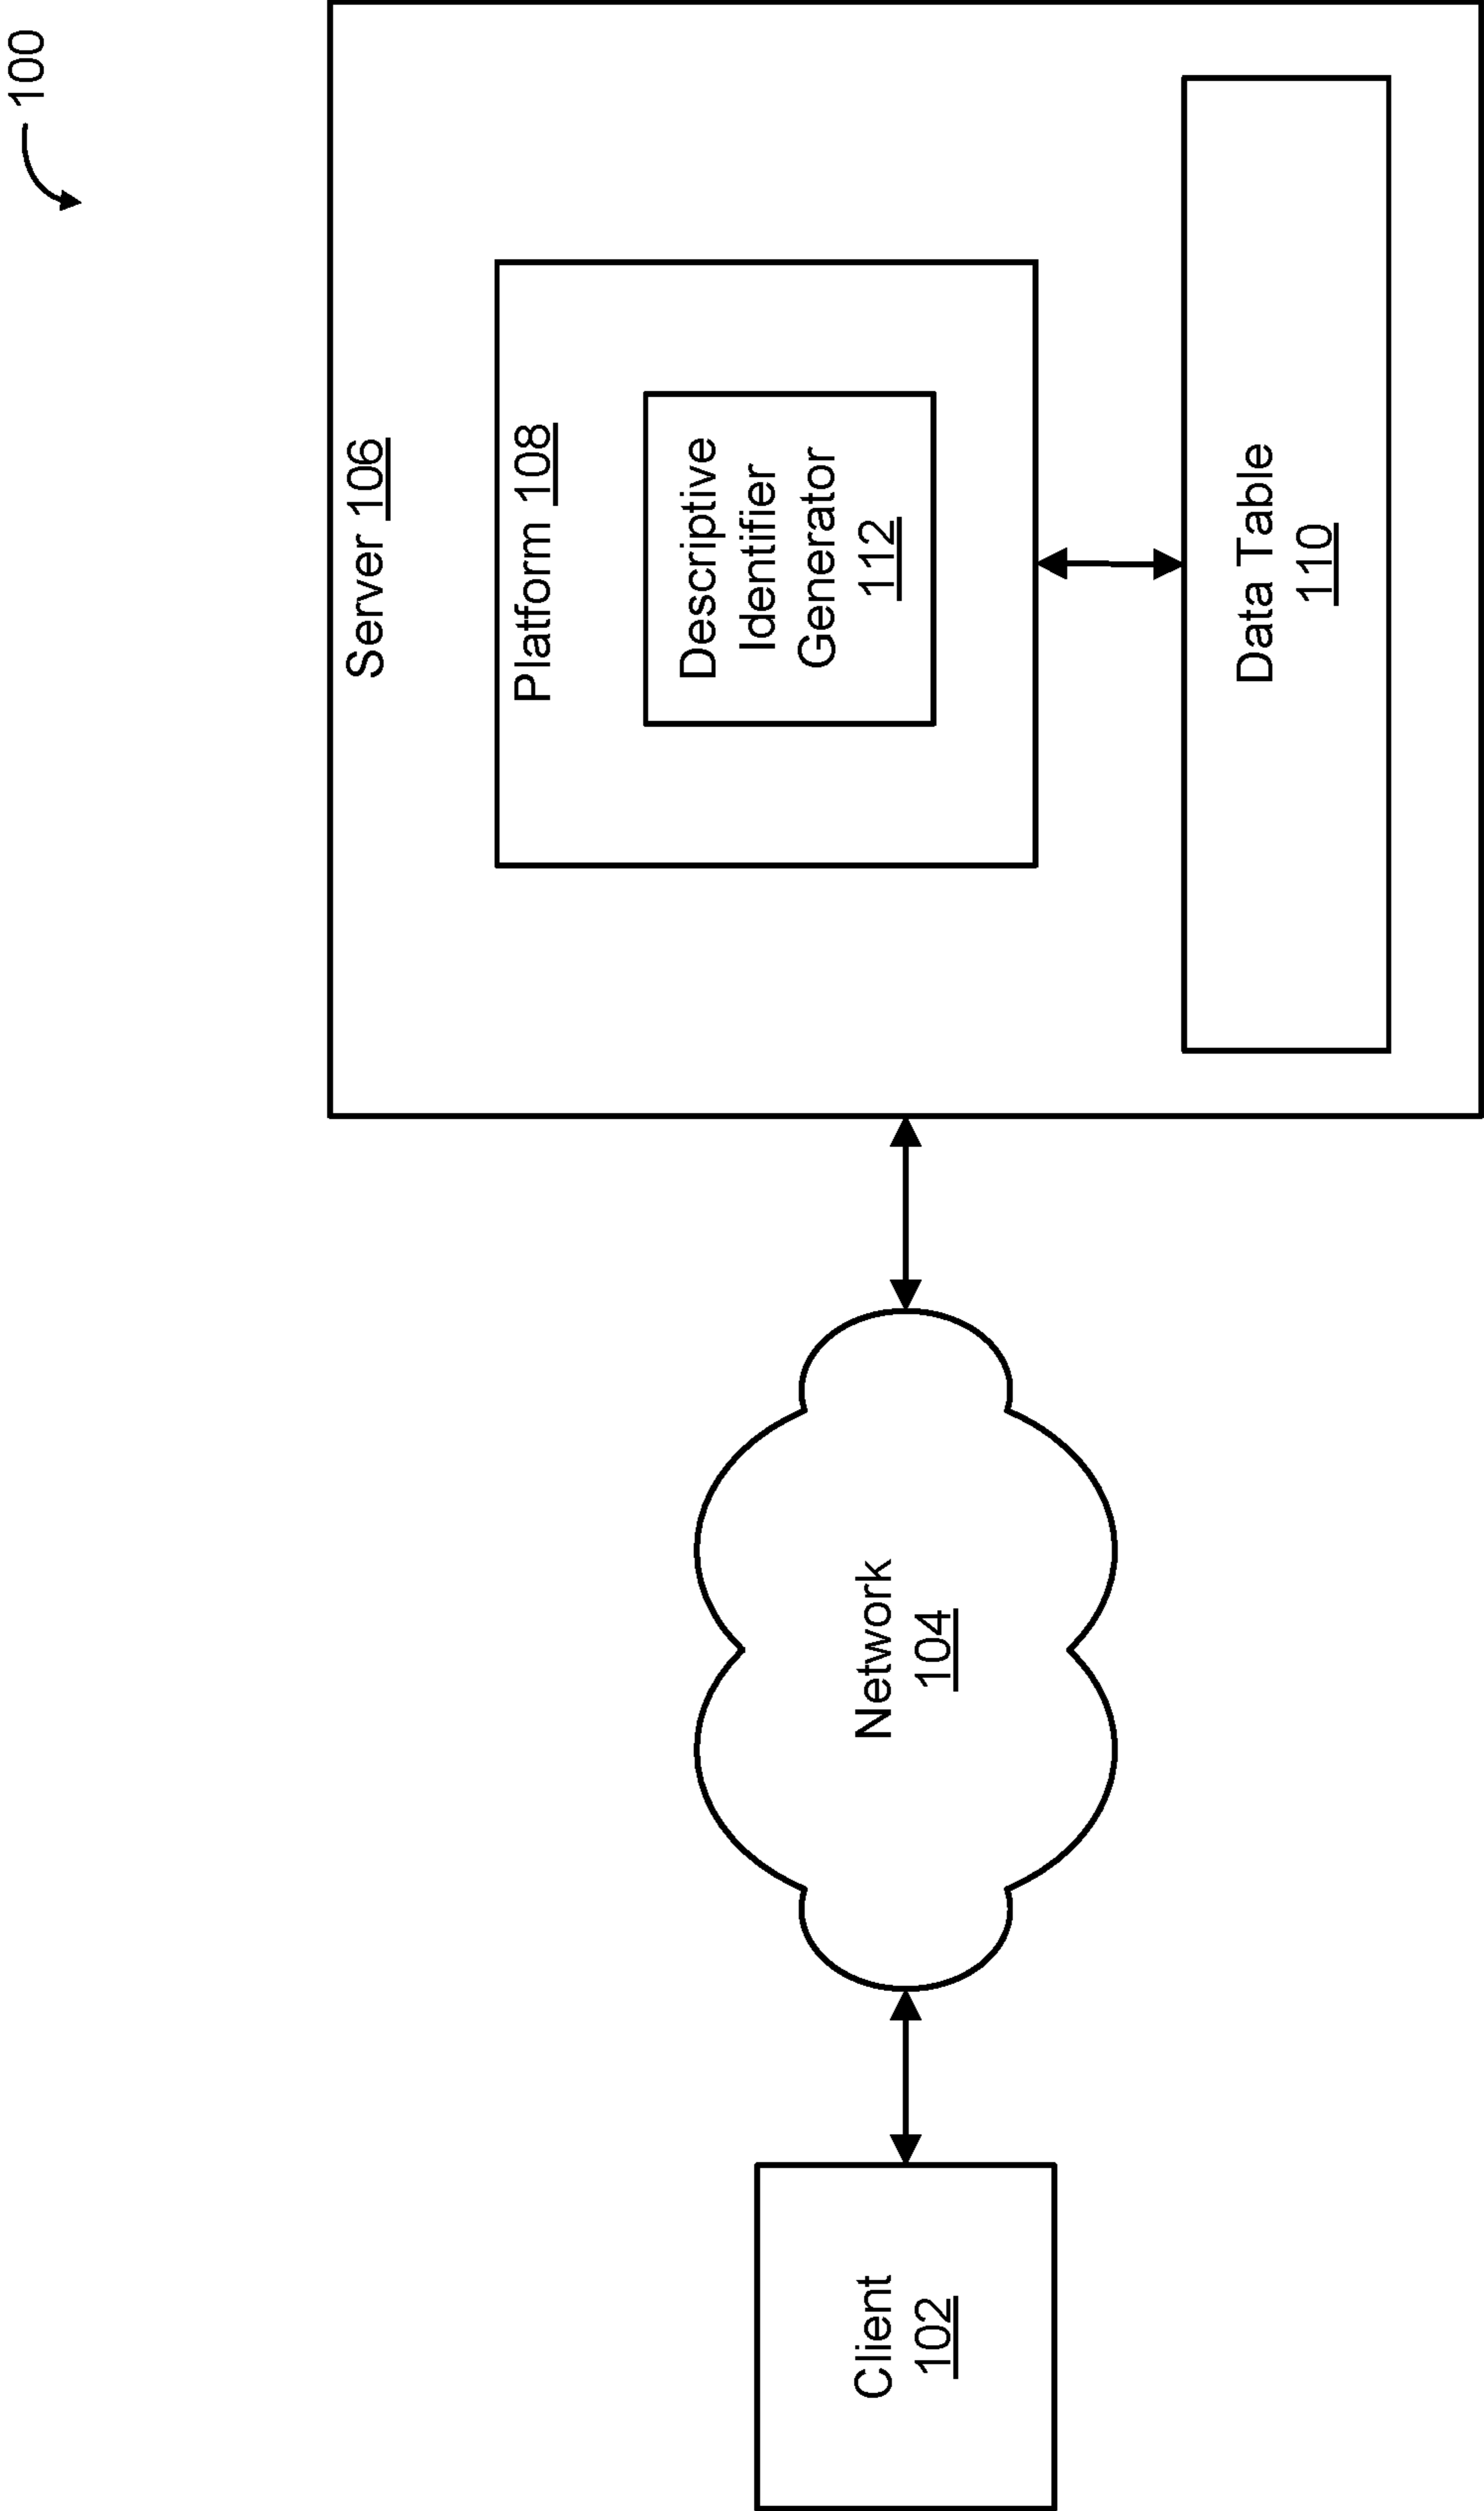 100
Server 106
Platform 108
Descriptive
Identifier
Generator
112
Data Table
110
Network
104
Client
102